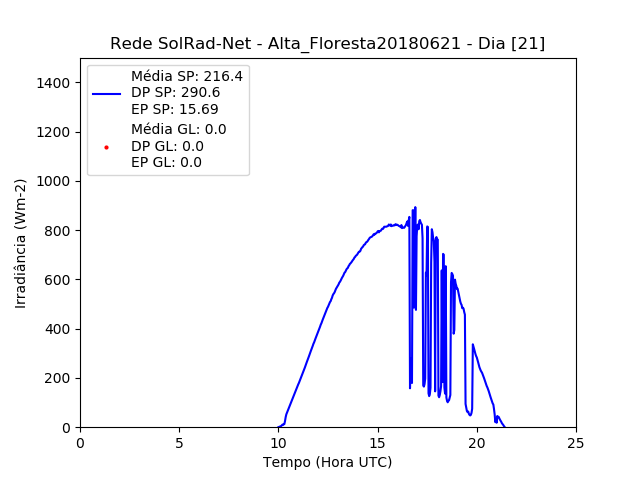 Rede SolRad-Net - Alta_Floresta20180621 - Dia [21]
Média SP: 216.4
DP SP: 290.6
EP SP: 15.69
Média GL: 0.0
DP GL: 0.0
EP GL: 0.0
1400
1200
1000
800
600
400
200
0
Irradiância (Wm-2)
0 5 10 15 20 25
Tempo (Hora UTC)